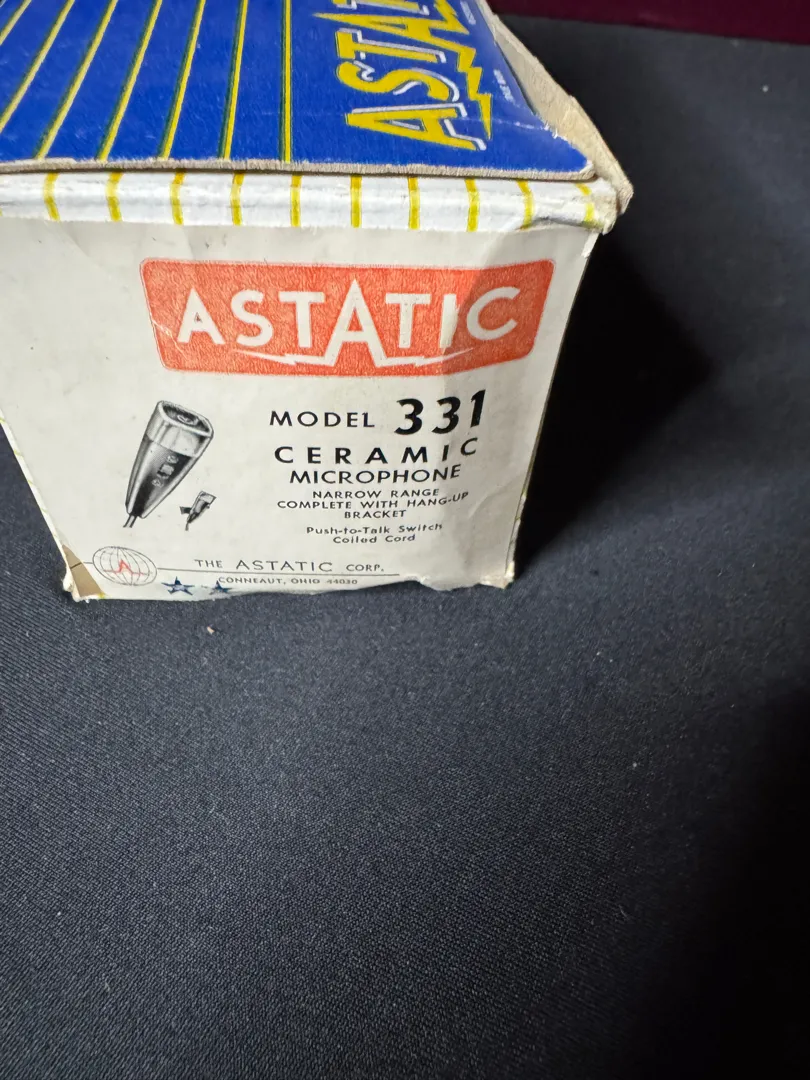 ASTAT
ASTATIC
MODEL 331
CERAMIC
MICROPHONE
NARROW RANGE
COMPLETE WITH HANG-UP
BRACKET
Push-to-Talk Switch
Coiled Cord
THE ASTATIC CORP.
CONNEAUT, OHIO 44030